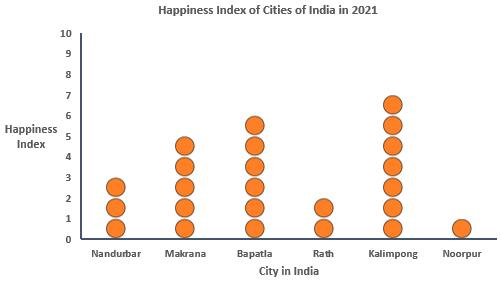 Happiness Index of Cities of India in 2021
10
9
8
7
6
5
4
3
2
1
0
Happiness
Index
Nandurbar Makrana Bapatla Rath Kalimpong Noorpur
City in India